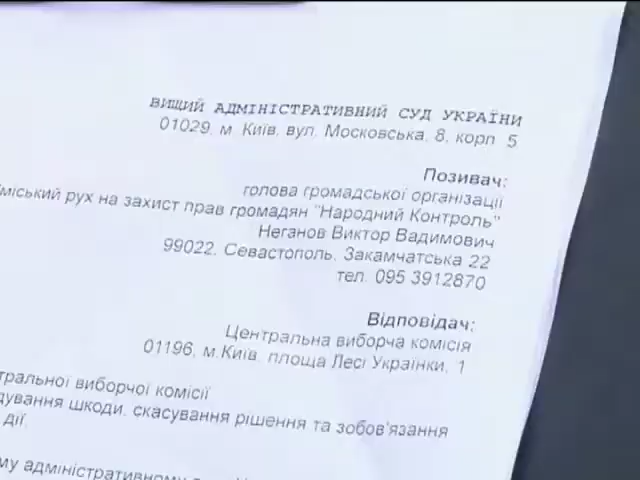 ВИЩИЙ АДМІНІСТРАТИВНИЙ СУД УКРАЇНИ
01029, м. Київ, вул. Московська, 8, корп. 5
Позивач:
голова громадської організації
міський рух на захист прав громадян "Народний Контроль"
Неганов Виктор Вадимович
99022, Севастополь, Закамчатська 22
тел. 095 3912870
Відповідач:
Центральна виборча комісія
01196, м.Київ, площа Лесі Українки, 1
тральної виборчої комісії
дування шкоди, скасування рішення та зобов'язання
дії
му адміністративному